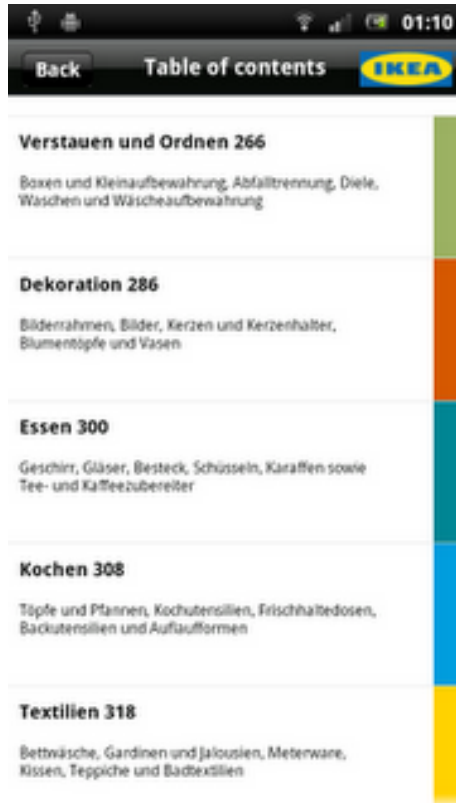 01:10
Back
Table of contents
IKEA
Verstauen und Ordnen 266
Boxen und Kleinaufbewahrung, Abfalltrennung, Diele,
Waschen und Wäscheaufbewahrung
Dekoration 286
Bilderrahmen, Bilder, Kerzen und Kerzenhalter,
Blumentöpfe und Vasen
Essen 300
Geschirr, Gläser, Besteck, Schüsseln, Karaffen sowie
Tee- und Kaffeezubereiter
Kochen 308
Töpfe und Pfannen, Kochutensilien, Frischhaltedosen,
Backutensilien und Auflaufformen
Textilien 318
Bettwäsche, Gardinen und Jalousien, Meterware,
Kissen, Teppiche und Badtextilien